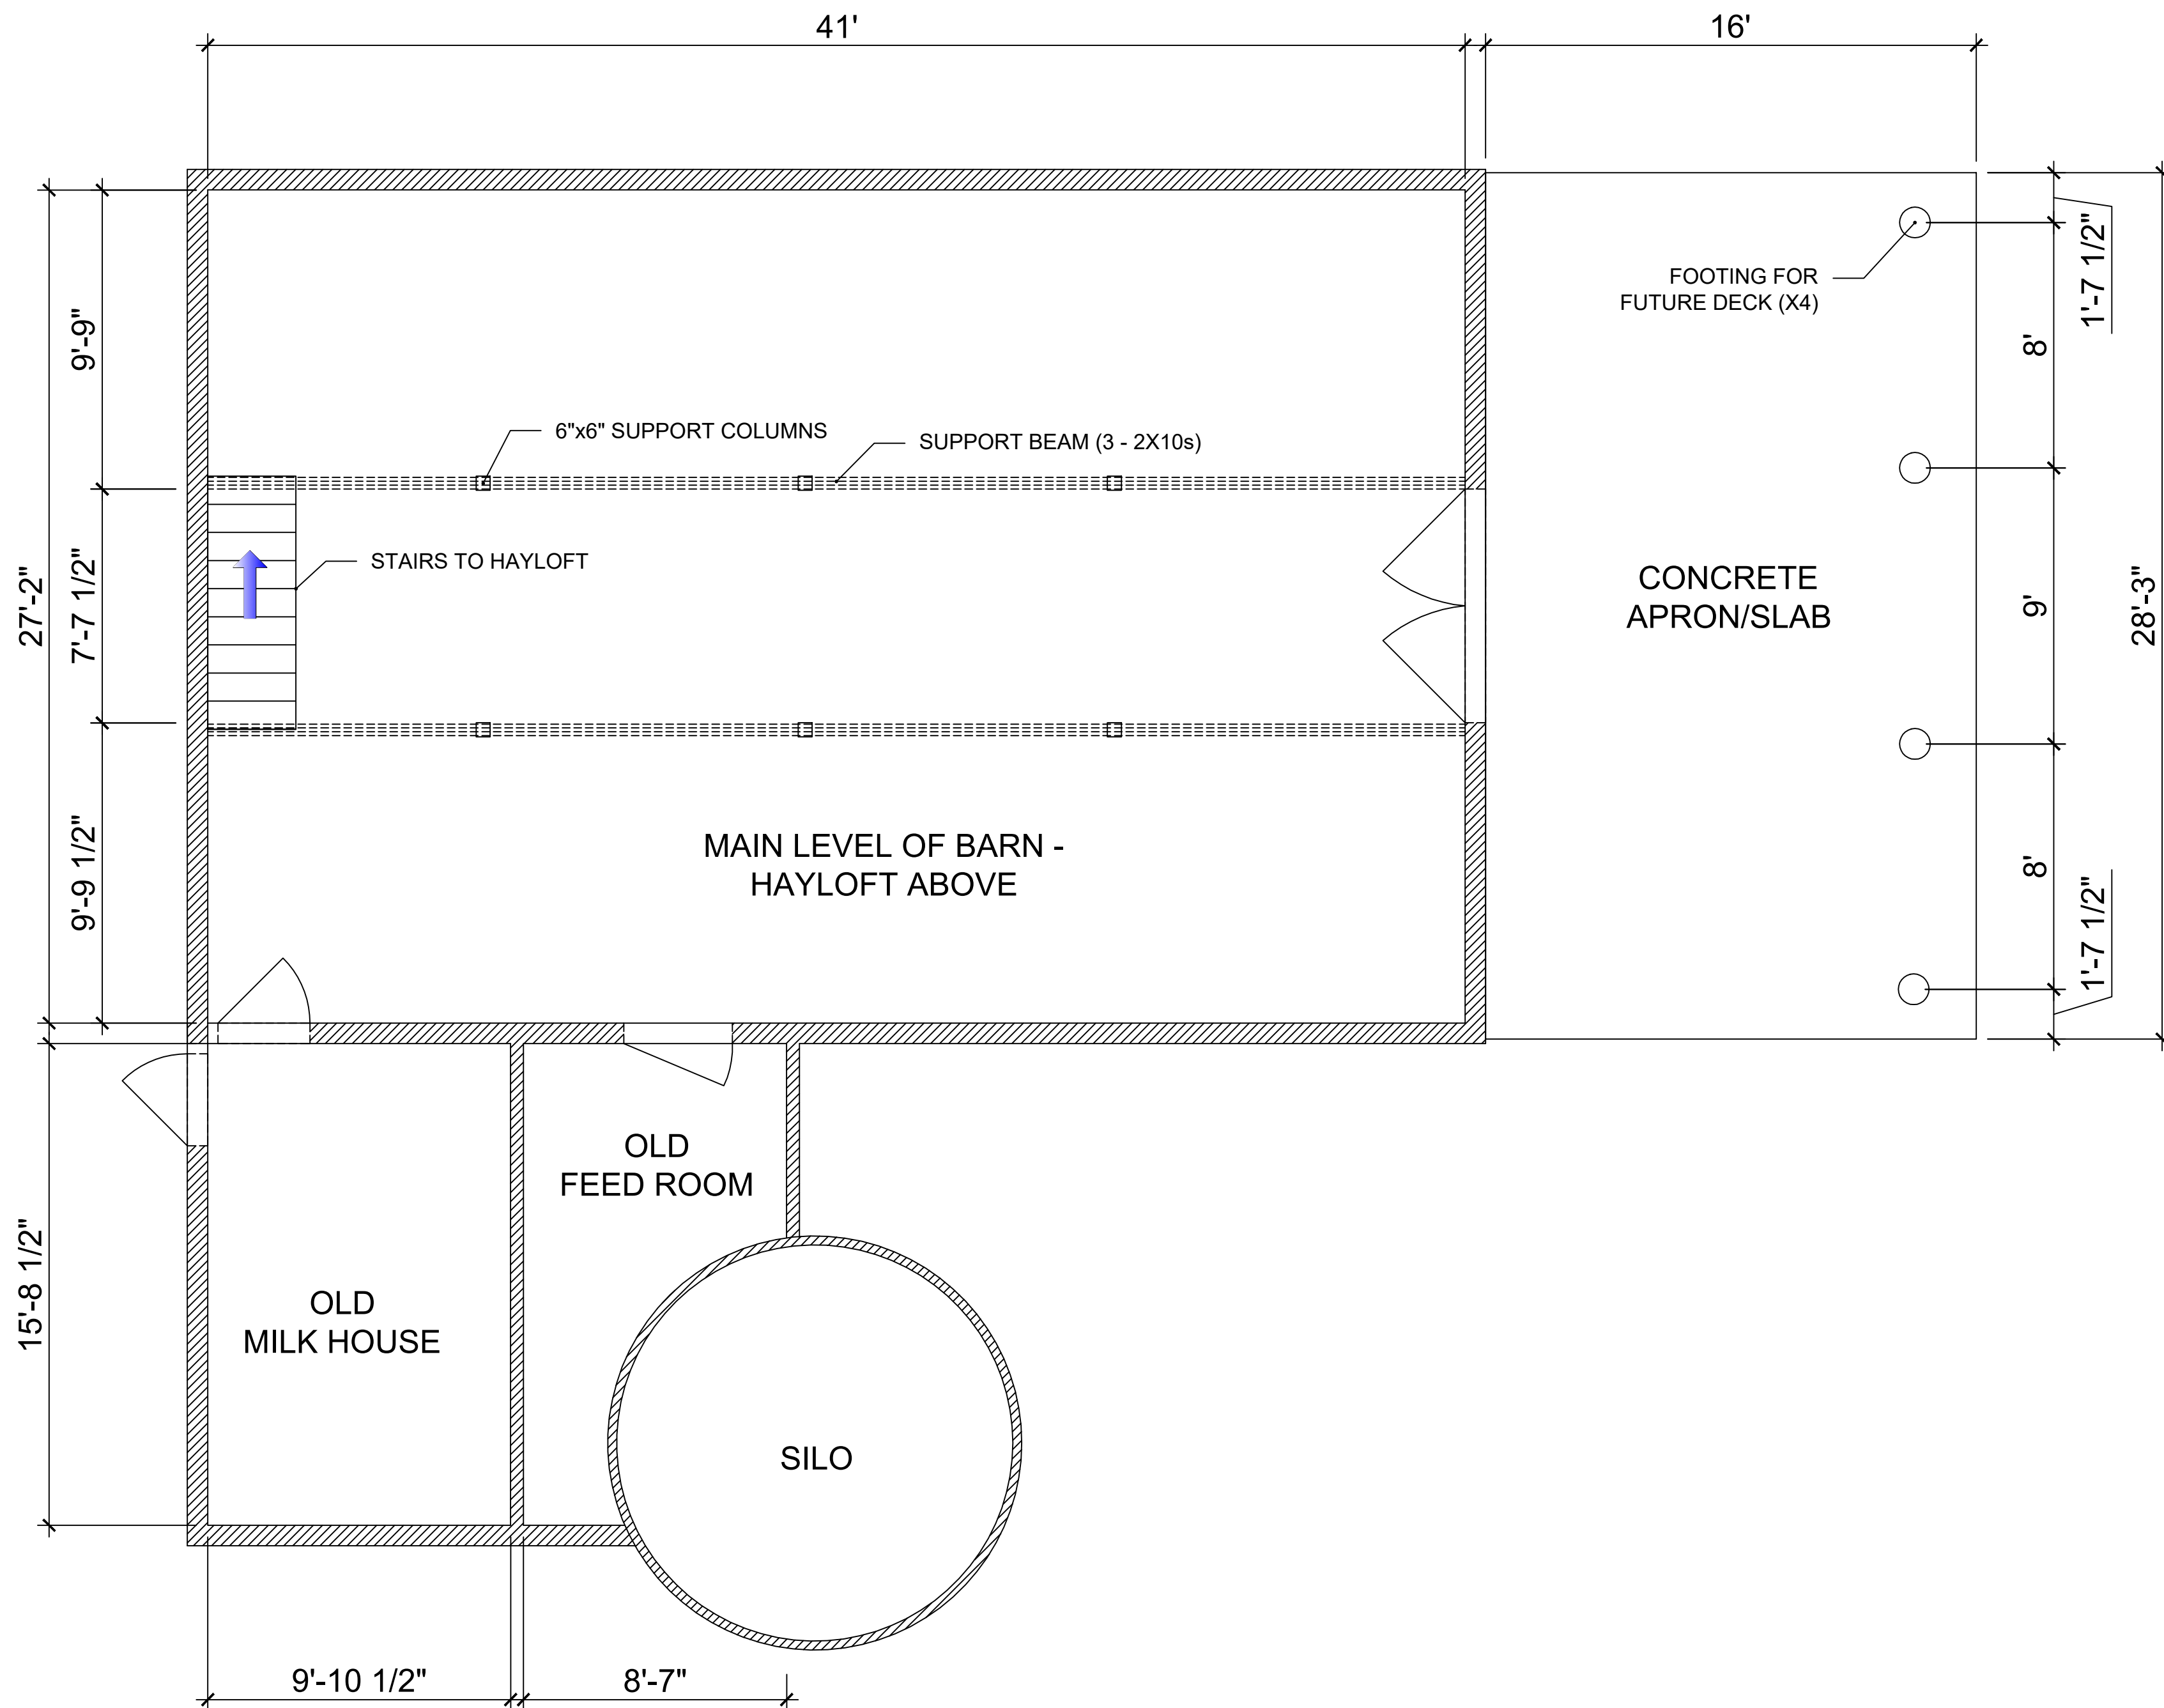 41'
16'
FOOTING FOR
FUTURE DECK (X4)
1'-7 1/2"
8'
9'-9"
6"x6" SUPPORT COLUMNS
SUPPORT BEAM (3 - 2X10s)
STAIRS TO HAYLOFT
27'-2"
7'-7 1/2"
CONCRETE
APRON/SLAB
9'
28'-3"
MAIN LEVEL OF BARN -
HAYLOFT ABOVE
9'-9 1/2"
8'
1'-7 1/2"
OLD
FEED ROOM
15'-8 1/2"
OLD
MILK HOUSE
SILO
9'-10 1/2"
8'-7"